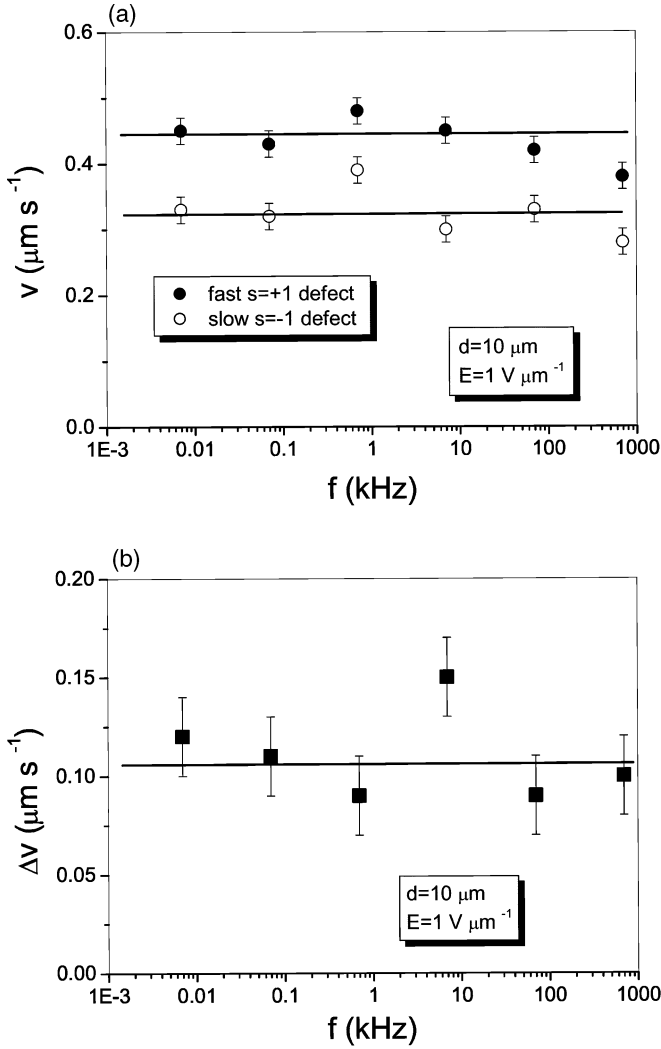 (a)
0.6
0.4
0.2
0.0
v (μm s⁻¹)
fast s=+1 defect
slow s=-1 defect
d=10 μm
E=1 V μm⁻¹
1E-3 0.01 0.1 1 10 100 1000
f (kHz)
(b)
0.20
0.15
0.10
0.05
0.00
Δv (μm s⁻¹)
d=10 μm
E=1 V μm⁻¹
1E-3 0.01 0.1 1 10 100 1000
f (kHz)